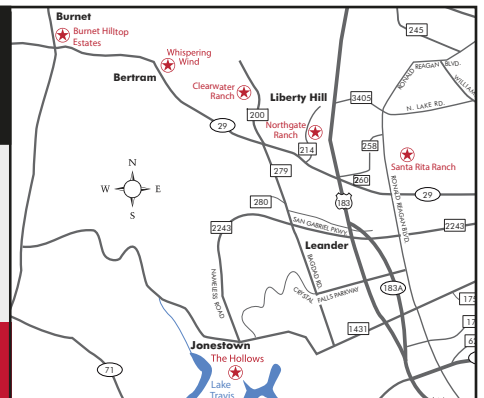 Burnet
Burnet Hilltop
Estates
245
Whispering
Wind
RONALD REAGAN BLVD.
Bertram
Clearwater
Ranch
Liberty Hill
3405
N. LAKE RD.
200
29
Northgate
Ranch
214
258
Santa Rita Ranch
279
260
N
W
E
S
280
183
29
RONALD REAGAN BLVD.
2243
SAN GABRIEL PKWY.
2243
Leander
BAGDAD RD.
NAMELESS ROAD
CRYSTAL FALLS PARKWAY
183A
1431
Jonestown
The Hollows
71
Lake
Travis